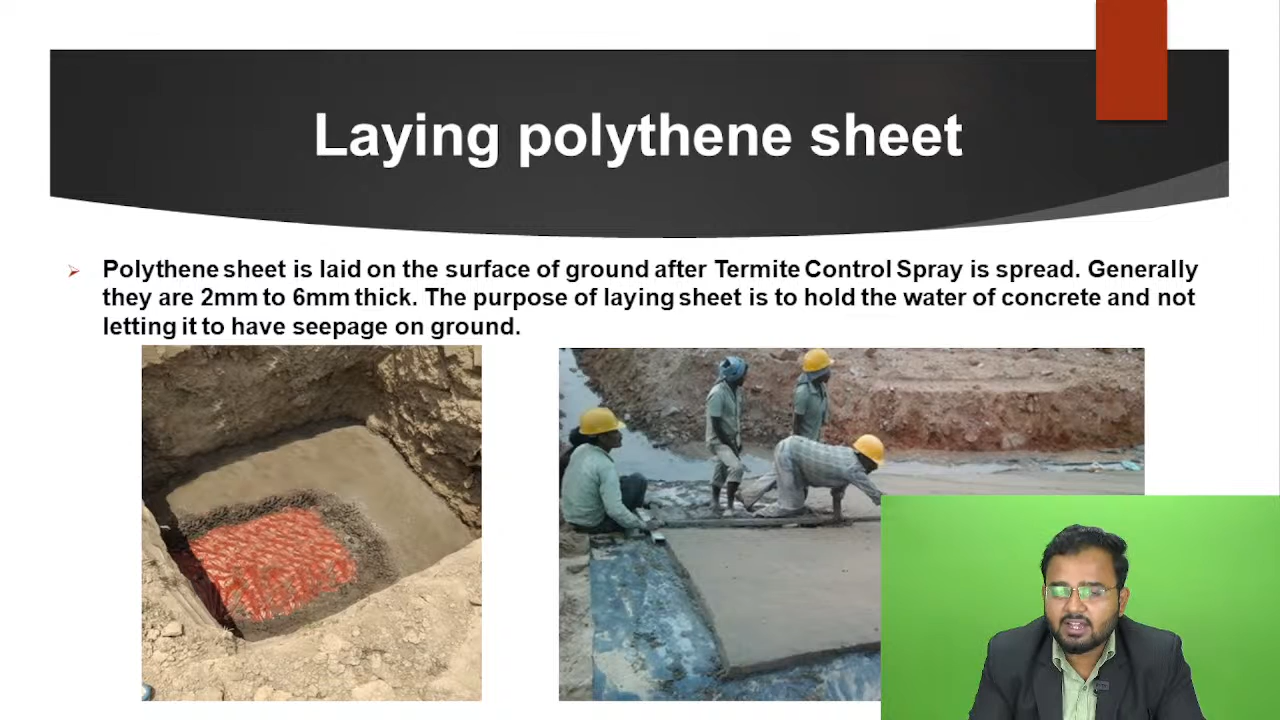 Laying polythene sheet
Polythene sheet is laid on the surface of ground after Termite Control Spray is spread. Generally
they are 2mm to 6mm thick. The purpose of laying sheet is to hold the water of concrete and not
letting it to have seepage on ground.